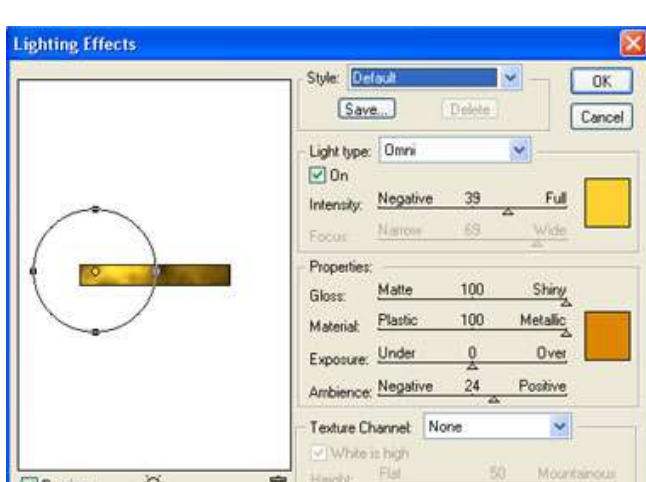 Lighting Effects
Style: Default
OK
Save...
Delete
Cancel
Light type: Omni
On
Intensity: Negative 39 Full
Focus: Narrow 69 Wide
Properties:
Gloss: Matte 100 Shiny
Material: Plastic 100 Metallic
Exposure: Under 0 Over
Ambience: Negative 24 Positive
Texture Channel: None
White is high
Height: Flat 50 Mountainous